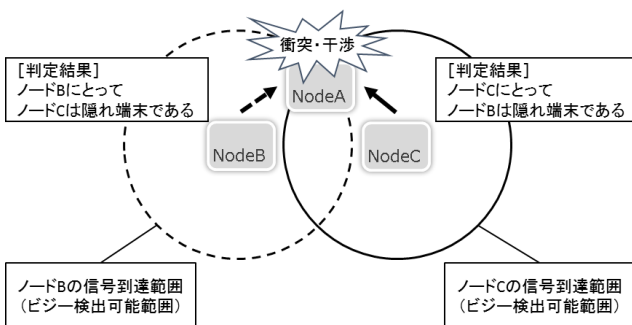 衝突・干渉
[判定結果]
ノードBにとって
ノードCは隠れ端末である
[判定結果]
ノードCにとって
ノードBは隠れ端末である
NodeA
NodeB
NodeC
ノードBの信号到達範囲
(ビジー検出可能範囲)
ノードCの信号到達範囲
(ビジー検出可能範囲)